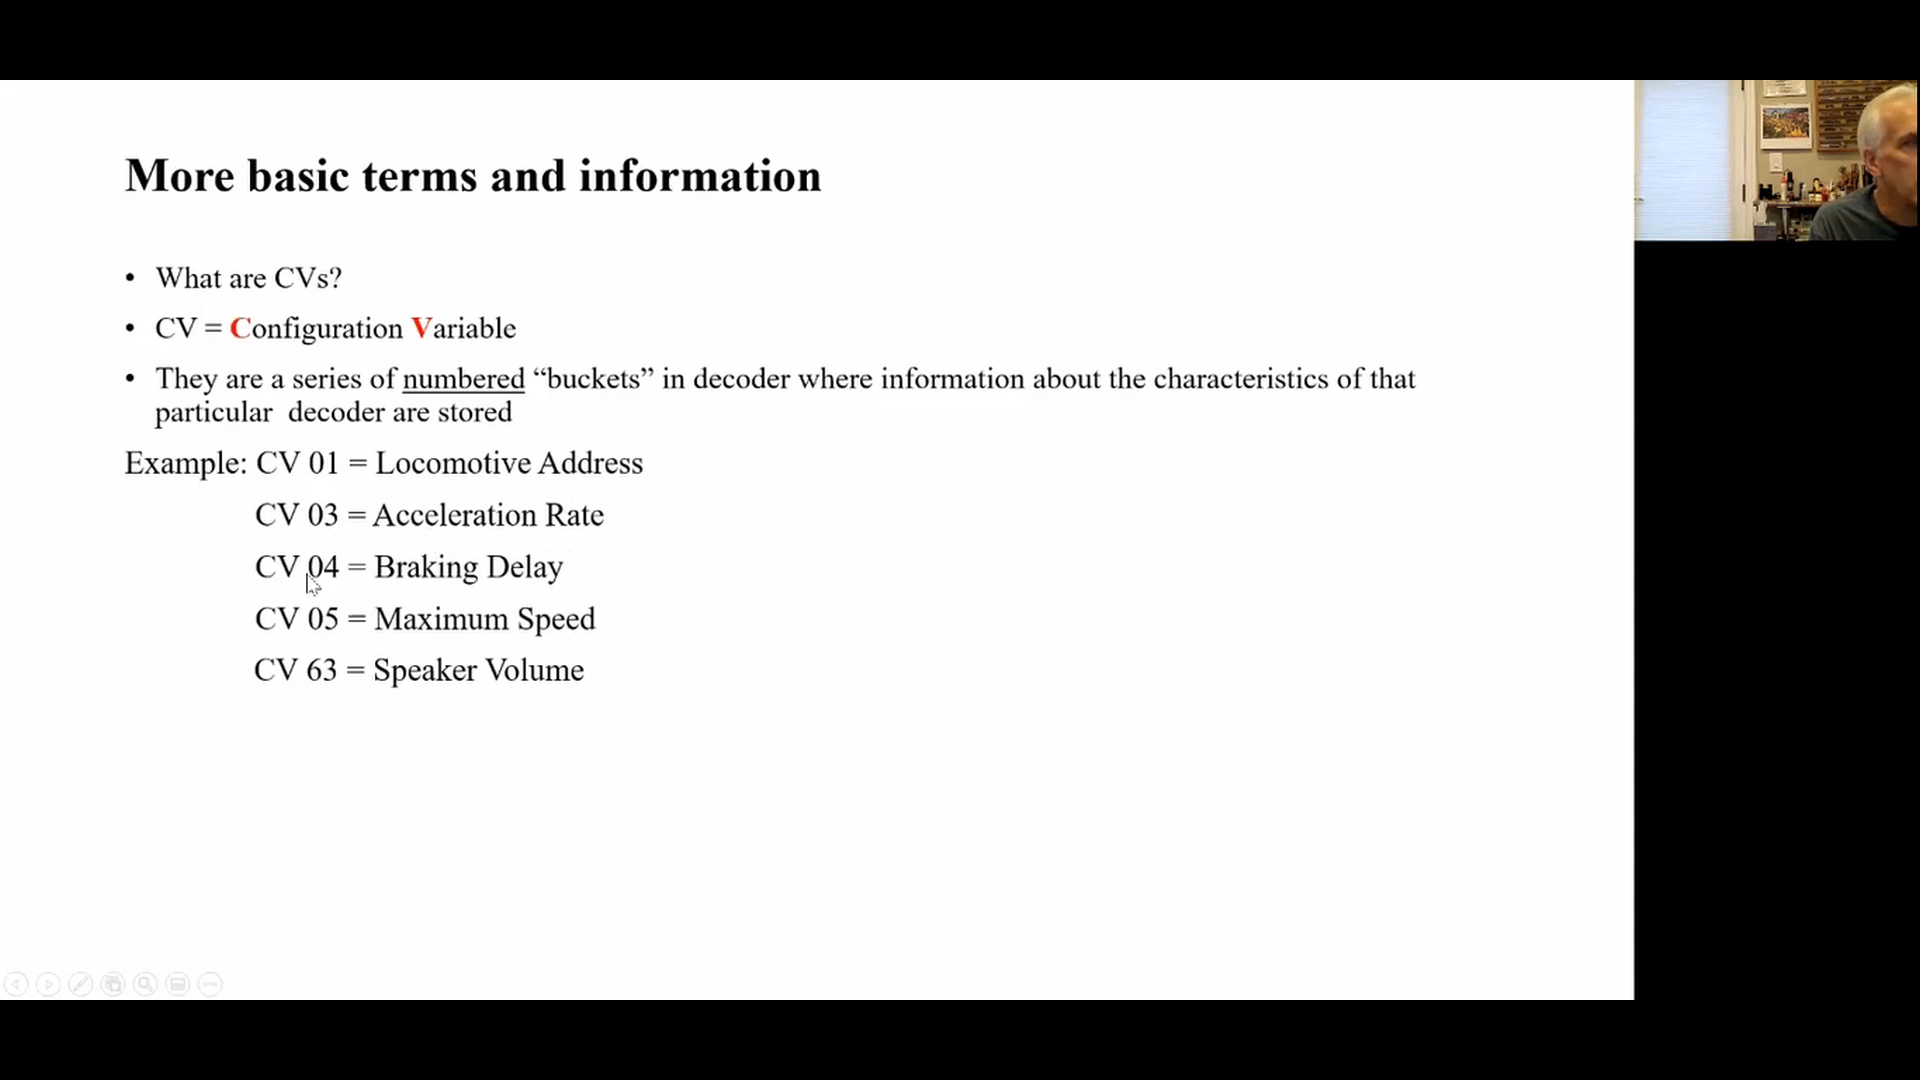 More basic terms and information
• What are CVs?
• CV = Configuration Variable
• They are a series of numbered “buckets” in decoder where information about the characteristics of that
particular decoder are stored
Example: CV 01 = Locomotive Address
CV 03 = Acceleration Rate
CV 04 = Braking Delay
CV 05 = Maximum Speed
CV 63 = Speaker Volume